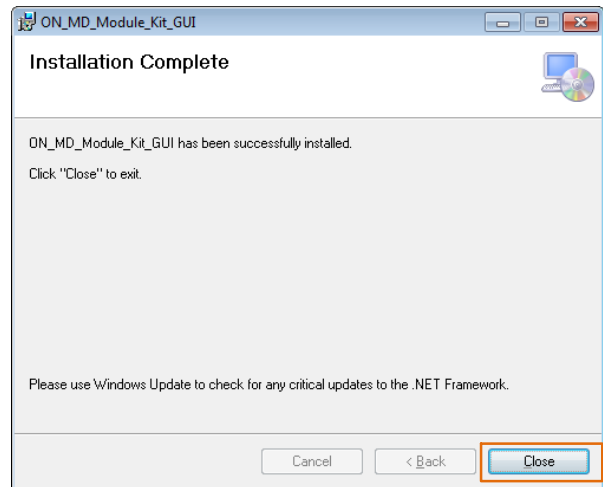 ON_MD_Module_Kit_GUI
Installation Complete
ON_MD_Module_Kit_GUI has been successfully installed.
Click "Close" to exit.
Please use Windows Update to check for any critical updates to the .NET Framework.
Cancel
< Back
Close